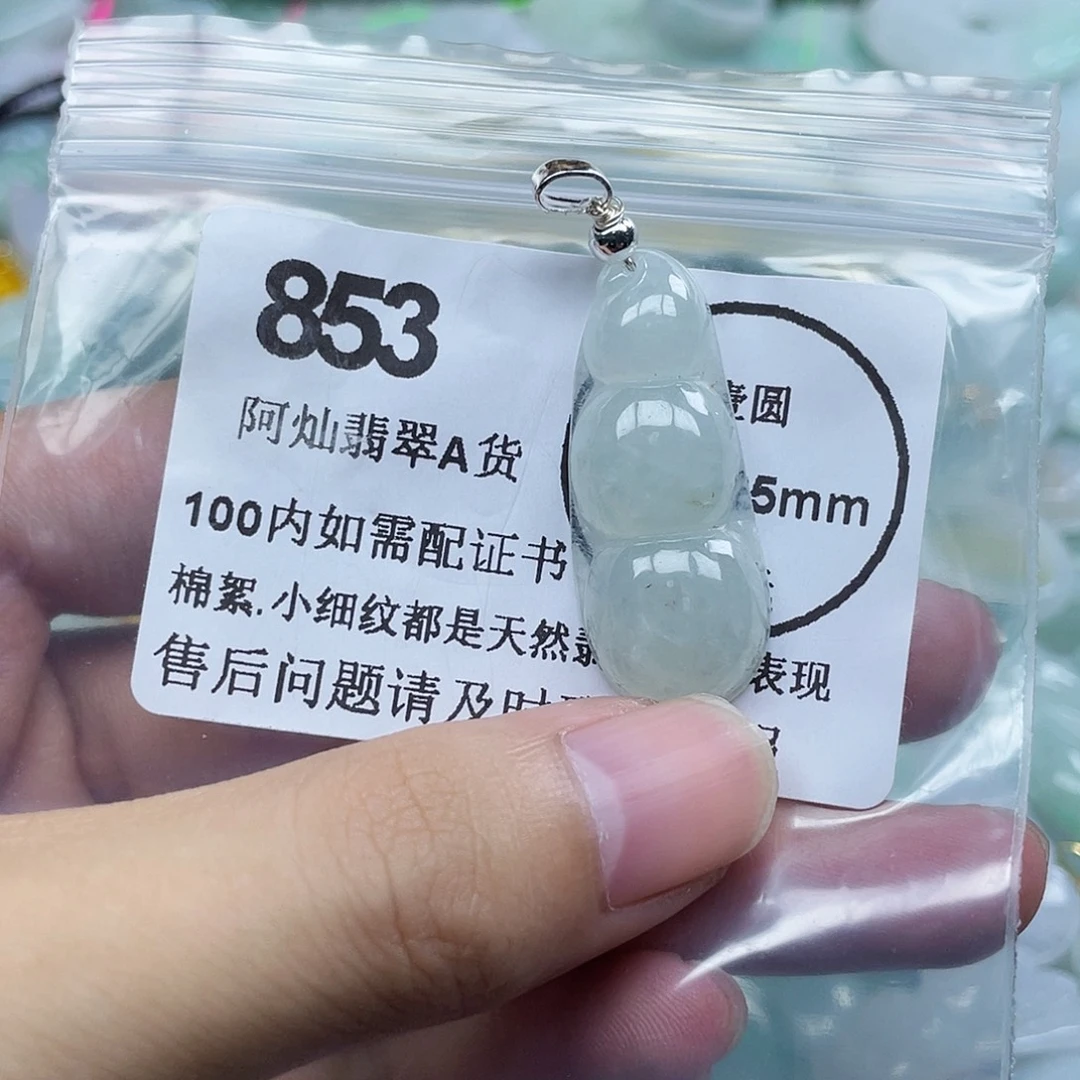 853
阿灿翡翠A货
圆
5mm
100内如需配证书
棉絮.小细纹都是天然
表现
售后问题请及时